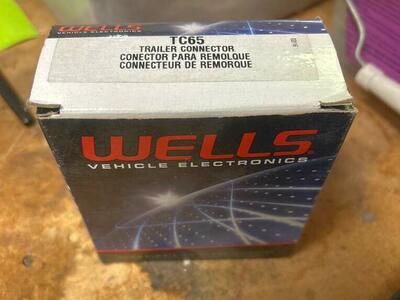 WELLS
VEHICLE ELECTRONICS
TC65
TRAILER CONNECTOR
CONECTOR PARA REMOLQUE
CONNECTEUR DE REMORQUE
WELLS
VEHICLE ELECTRONICS